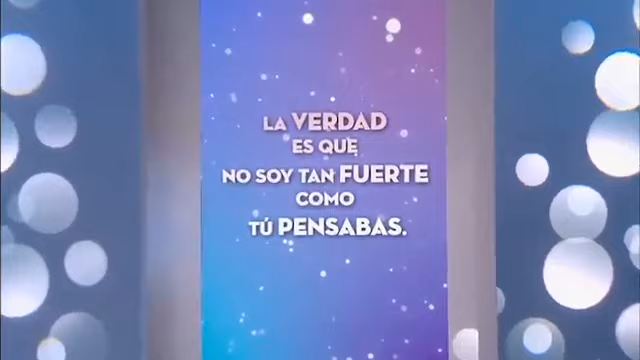 LA VERDAD
ES QUE
NO SOY TAN FUERTE
COMO
TÚ PENSABAS.